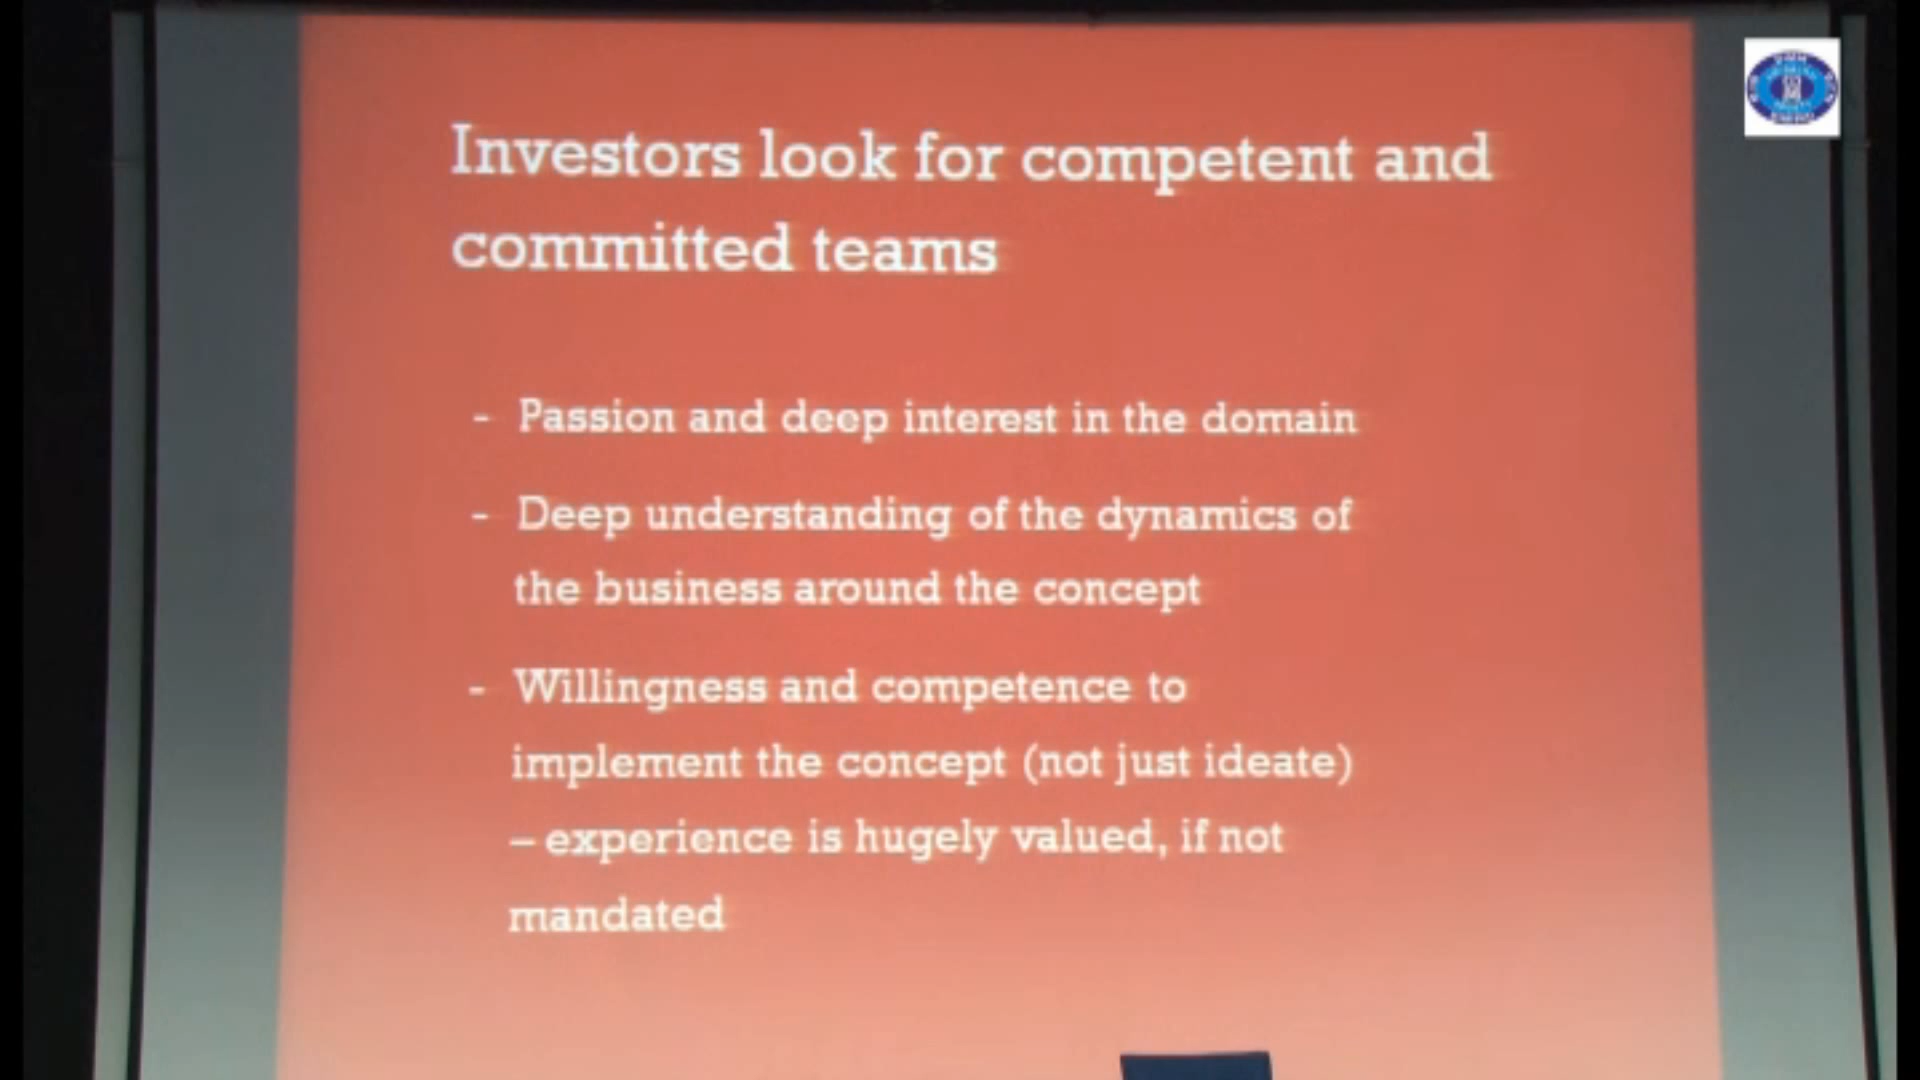 Investors look for competent and
committed teams
- Passion and deep interest in the domain
- Deep understanding of the dynamics of
the business around the concept
- Willingness and competence to
implement the concept (not just ideate)
– experience is hugely valued, if not
mandated